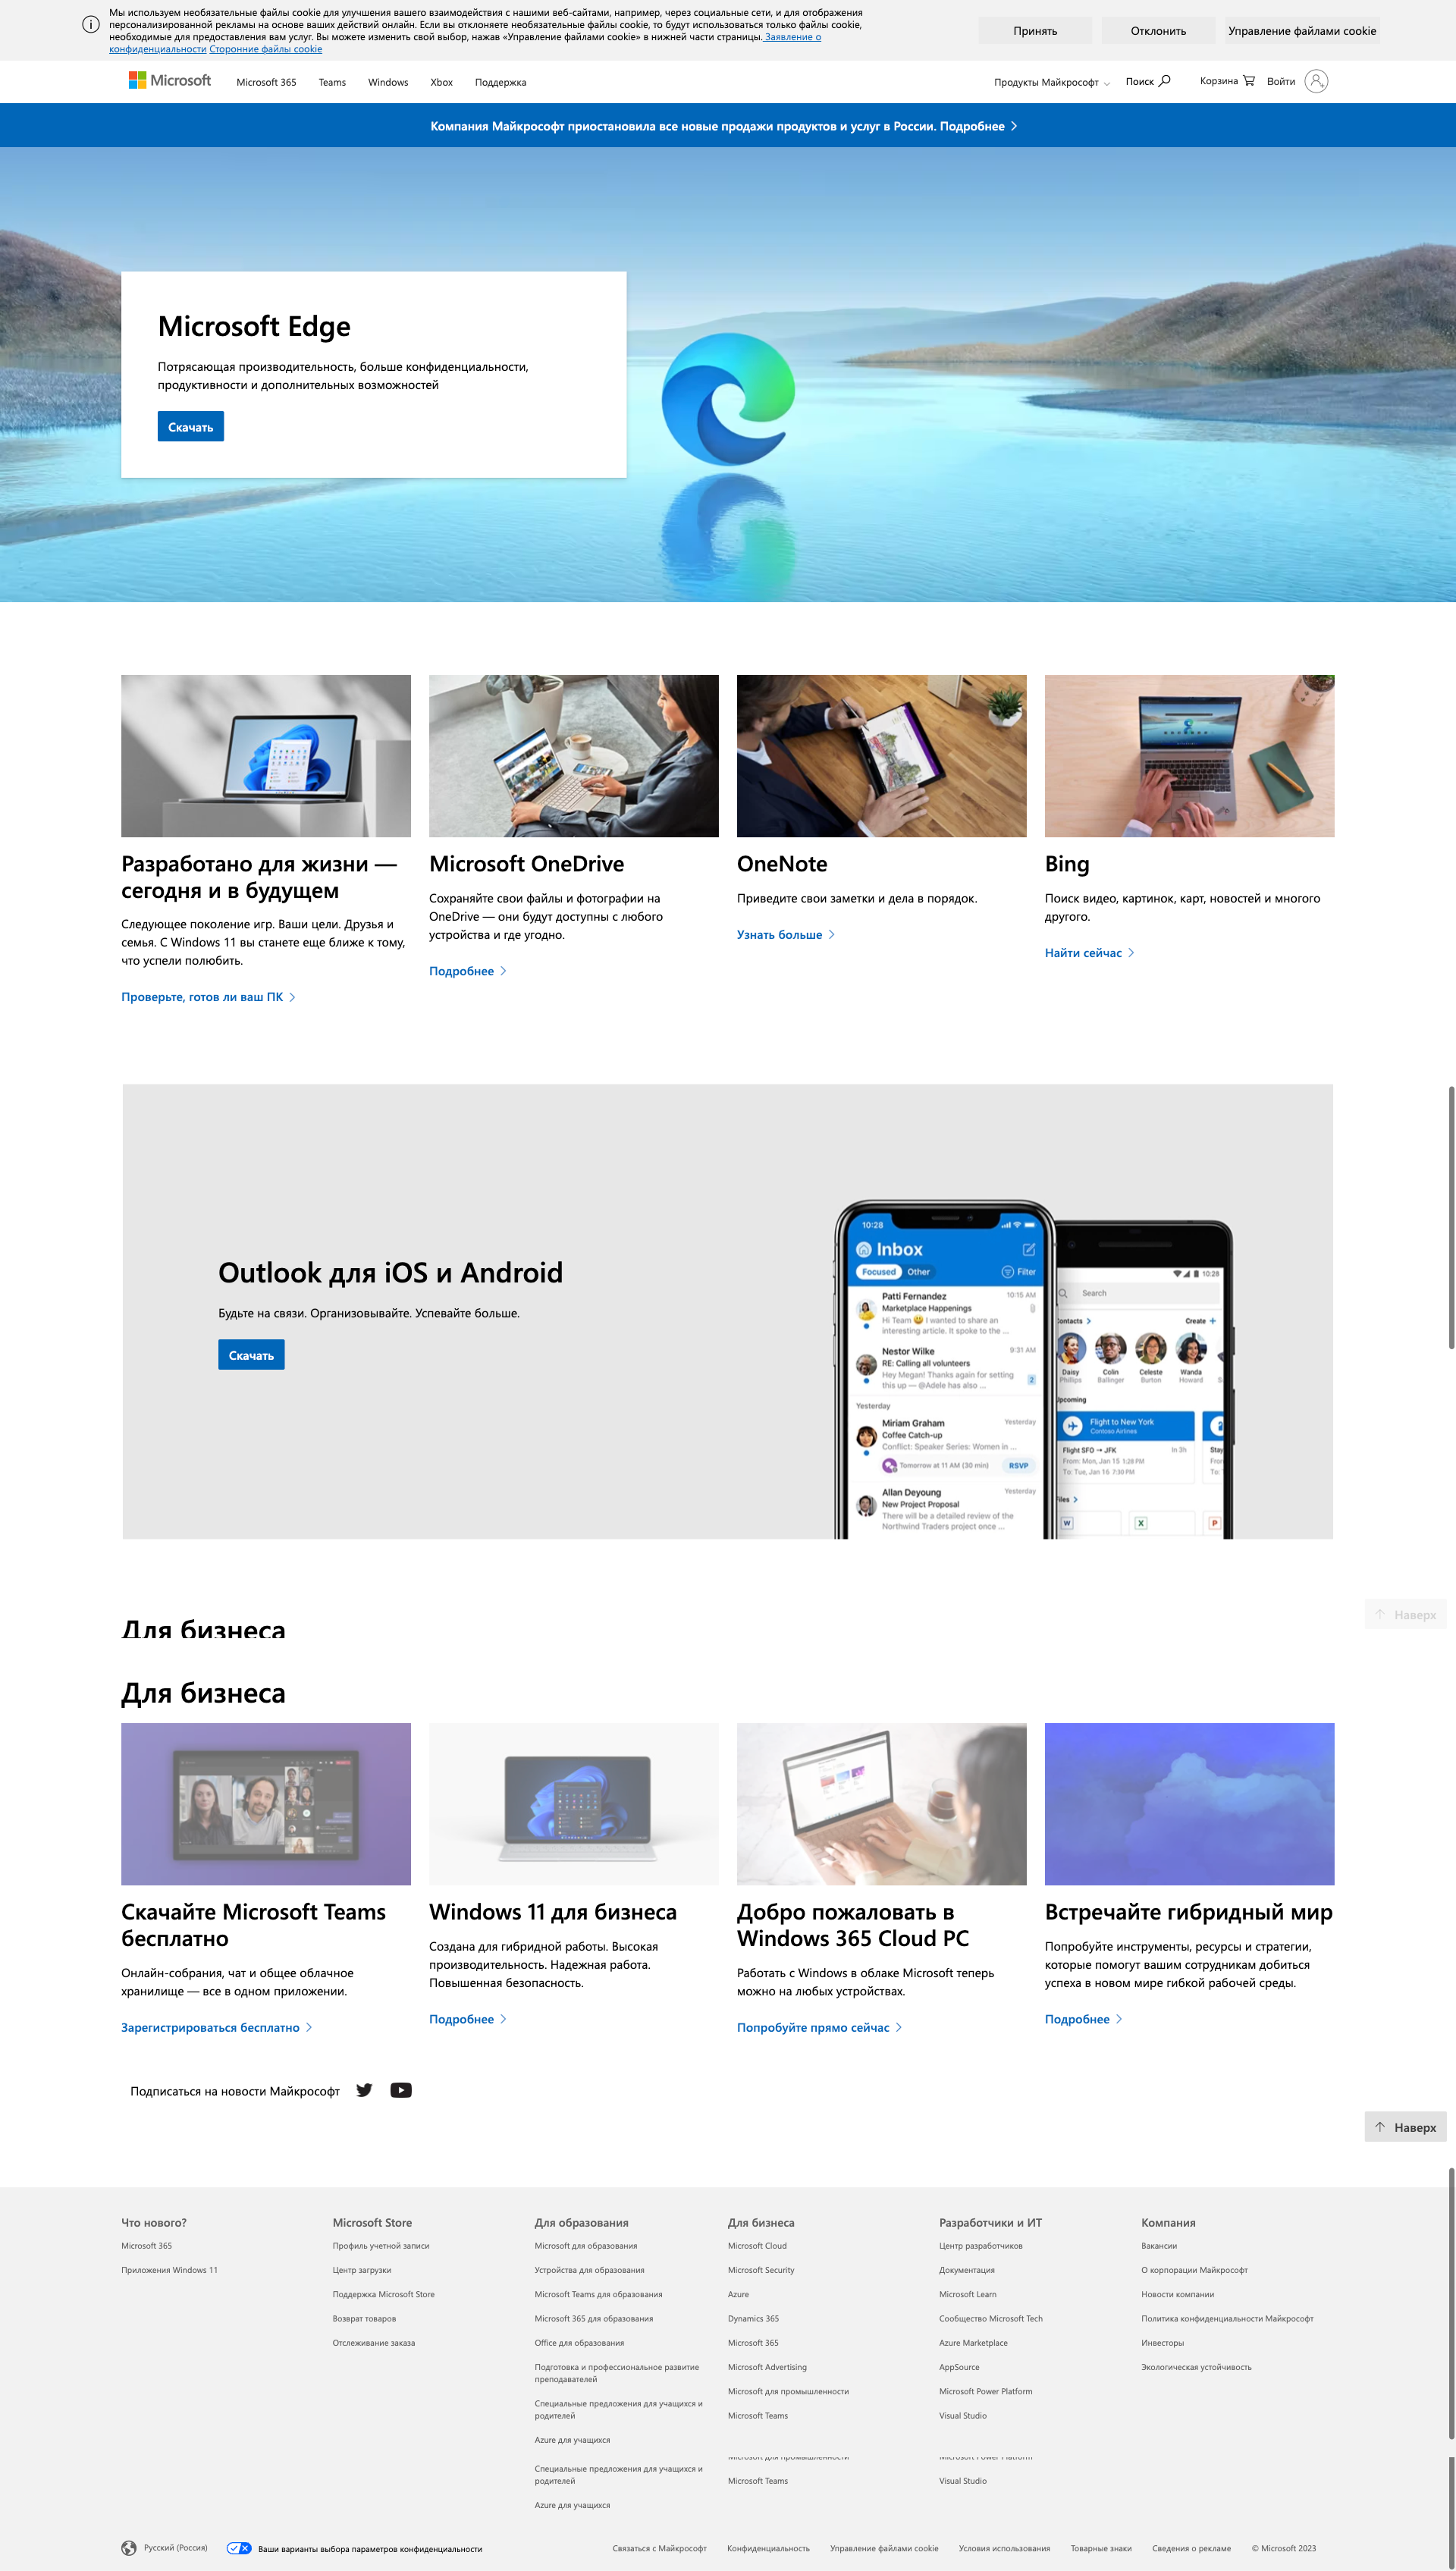 Мы используем необязательные файлы cookie для улучшения вашего взаимодействия с нашими веб-сайтами, например, через социальные сети, и для отображения
персонализированной рекламы на основе ваших действий онлайн. Если вы отклоняете необязательные файлы cookie, то будут использоваться только файлы cookie,
необходимые для предоставления вам услуг. Вы можете изменить свой выбор, нажав «Управление файлами cookie» в нижней части страницы. Заявление о
конфиденциальности Сторонние файлы cookie
Принять
Отклонить
Управление файлами cookie
Microsoft
Microsoft 365
Teams
Windows
Xbox
Поддержка
Продукты Майкрософт
Поиск
Корзина
Войти
Компания Майкрософт приостановила все новые продажи продуктов и услуг в России. Подробнее
Microsoft Edge
Потрясающая производительность, больше конфиденциальности,
продуктивности и дополнительных возможностей
Скачать
Разработано для жизни —
сегодня и в будущем
Следующее поколение игр. Ваши цели. Друзья и
семья. С Windows 11 вы станете еще ближе к тому,
что успели полюбить.
Проверьте, готов ли ваш ПК
Microsoft OneDrive
Сохраняйте свои файлы и фотографии на
OneDrive — они будут доступны с любого
устройства и где угодно.
Подробнее
OneNote
Приведите свои заметки и дела в порядок.
Узнать больше
Bing
Поиск видео, картинок, карт, новостей и много
другого.
Найти сейчас
Outlook для iOS и Android
Будьте на связи. Организовывайте. Успевайте больше.
Скачать
10:28
Inbox
Focused
Other
Filter
Patti Fernandez
10:15 AM
Marketplace Happenings
Hi Team I wanted to share an
interesting article. It spoke to the ...
Nestor Wilke
9:31 AM
RE: Calling all volunteers
Hey Megan! Thanks again for setting
this up — @Adele has also ...
2
Yesterday
Miriam Graham
Yesterday
Coffee Catch-up
Conflict: Speaker Series: Women in ...
Tomorrow at 11 AM (30 min)
RSVP
Allan Deyoung
Yesterday
New Project Proposal
There will be a detailed review of the
Northwind Traders project once ...
10:28
Search
Contacts
Create
Daisy
Phillips
Colin
Ballinger
Celeste
Burton
Wanda
Howard
Upcoming
Flight to New York
Contoso Airlines
Flight SFO → JFK
In 3h
From: Mon, Jan 15 1:28 PM
To: Tue, Jan 16 7:30 PM
Stay
Files
W
X
P
Для бизнеса
Наверх
Для бизнеса
Скачайте Microsoft Teams
бесплатно
Онлайн-собрания, чат и общее облачное
хранилище — все в одном приложении.
Зарегистрироваться бесплатно
Windows 11 для бизнеса
Создана для гибридной работы. Высокая
производительность. Надежная работа.
Повышенная безопасность.
Подробнее
Добро пожаловать в
Windows 365 Cloud PC
Работать с Windows в облаке Microsoft теперь
можно на любых устройствах.
Попробуйте прямо сейчас
Встречайте гибридный мир
Попробуйте инструменты, ресурсы и стратегии,
которые помогут вашим сотрудникам добиться
успеха в новом мире гибкой рабочей среды.
Подробнее
Подписаться на новости Майкрософт
Наверх
Что нового?
Microsoft 365
Приложения Windows 11
Microsoft Store
Профиль учетной записи
Центр загрузки
Поддержка Microsoft Store
Возврат товаров
Отслеживание заказа
Для образования
Microsoft для образования
Устройства для образования
Microsoft Teams для образования
Microsoft 365 для образования
Office для образования
Подготовка и профессиональное развитие
преподавателей
Специальные предложения для учащихся и
родителей
Azure для учащихся
Специальные предложения для учащихся и
родителей
Azure для учащихся
Для бизнеса
Microsoft Cloud
Microsoft Security
Azure
Dynamics 365
Microsoft 365
Microsoft Advertising
Microsoft для промышленности
Microsoft Teams
Microsoft для промышленности
Microsoft Teams
Разработчики и ИТ
Центр разработчиков
Документация
Microsoft Learn
Сообщество Microsoft Tech
Azure Marketplace
AppSource
Microsoft Power Platform
Visual Studio
Microsoft Power Platform
Visual Studio
Компания
Вакансии
О корпорации Майкрософт
Новости компании
Политика конфиденциальности Майкрософт
Инвесторы
Экологическая устойчивость
Русский (Россия)
Ваши варианты выбора параметров конфиденциальности
Связаться с Майкрософт
Конфиденциальность
Управление файлами cookie
Условия использования
Товарные знаки
Сведения о рекламе
© Microsoft 2023